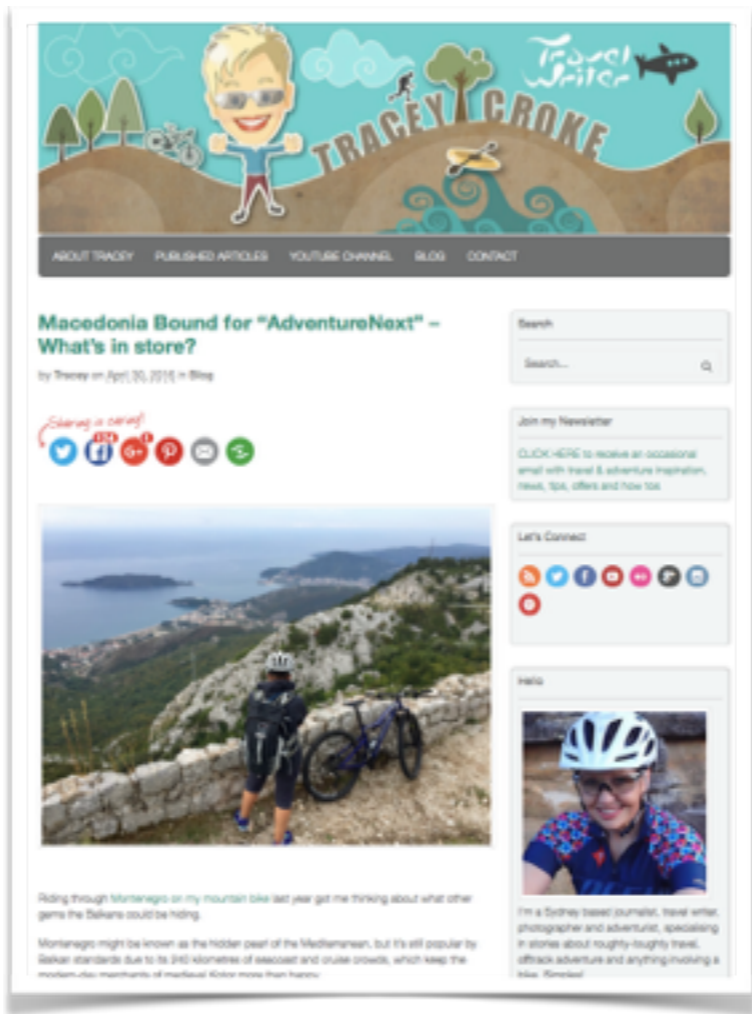 Travel
Writer
TRACEY CROKE
ABOUT TRACEY PUBLISHED ARTICLES YOUTUBE CHANNEL BLOG CONTACT
Macedonia Bound for “AdventureNext” –
What's in store?
by Tracey on April 30, 2016 in Blog
Sharing is caring!
Riding through Montenegro on my mountain bike last year got me thinking about what other
gems the Balkans could be hiding.
Montenegro might be known as the hidden pearl of the Mediterranean, but it's still popular by
Balkan standards due to its 240 kilometres of seacoast and cruise crowds, which keep the
modern-day merchants of medieval Kotor more than happy.
Search
Search...
Join my Newsletter
CLICK HERE to receive an occasional
email with travel & adventure inspiration,
news, tips, offers and how tos
Let's Connect
Hello
I'm a Sydney based journalist, travel writer,
photographer and adventurist, specialising
in stories about roughty-toughty travel,
offtrack adventure and anything involving a
bike. Simples!